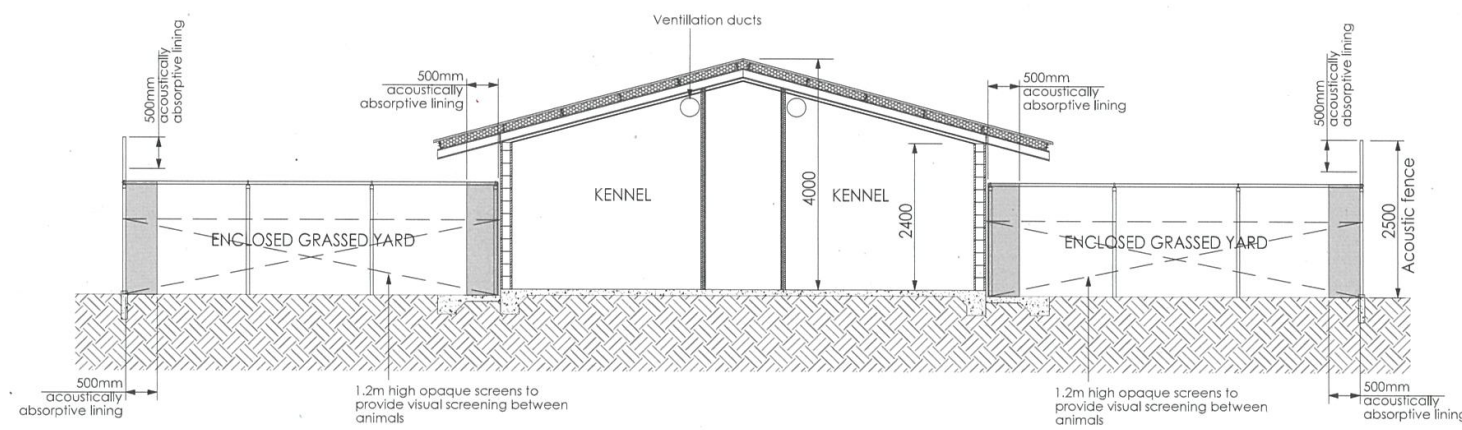 Ventillation ducts
500mm
acoustically
absorptive lining
500mm
acoustically
absorptive lining
500mm
acoustically
absorptive lining
500mm
acoustically
absorptive lining
KENNEL
4000
KENNEL
2400
ENCLOSED GRASSED YARD
ENCLOSED GRASSED YARD
2500
Acoustic fence
500mm
acoustically
absorptive lining
1.2m high opaque screens to
provide visual screening between
animals
1.2m high opaque screens to
provide visual screening between
animals
500mm
acoustically
absorptive lining